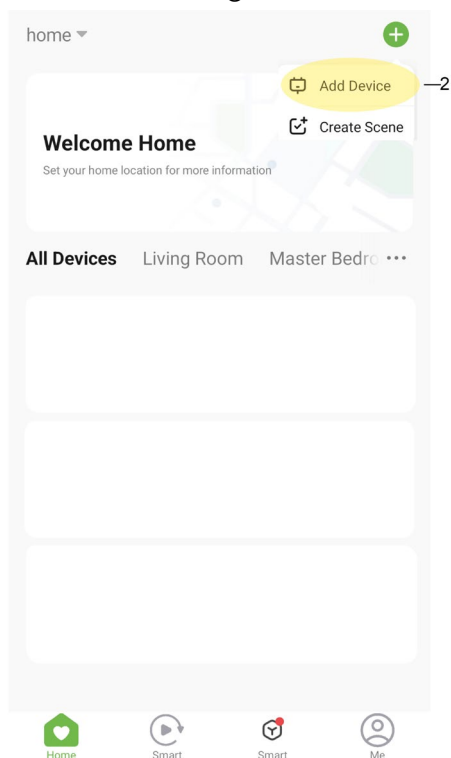 home
Add Device
—2
Create Scene
Welcome Home
Set your home location for more information
All Devices Living Room Master Bedro ...
Home Smart Smart Me